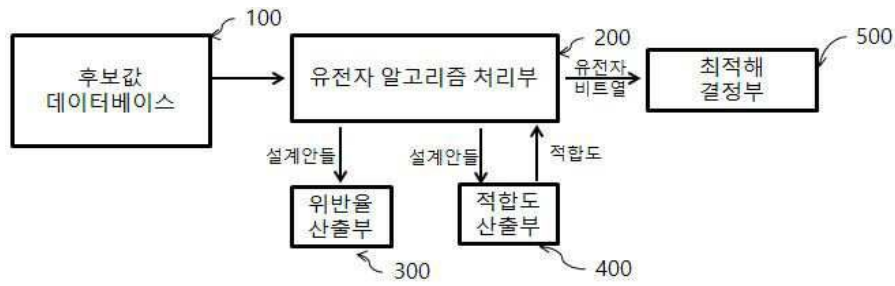 100
200
500
후보값
데이터베이스
유전자 알고리즘 처리부
유전자
비트열
최적해
결정부
설계안들
설계안들
적합도
위반율
산출부
적합도
산출부
300
400